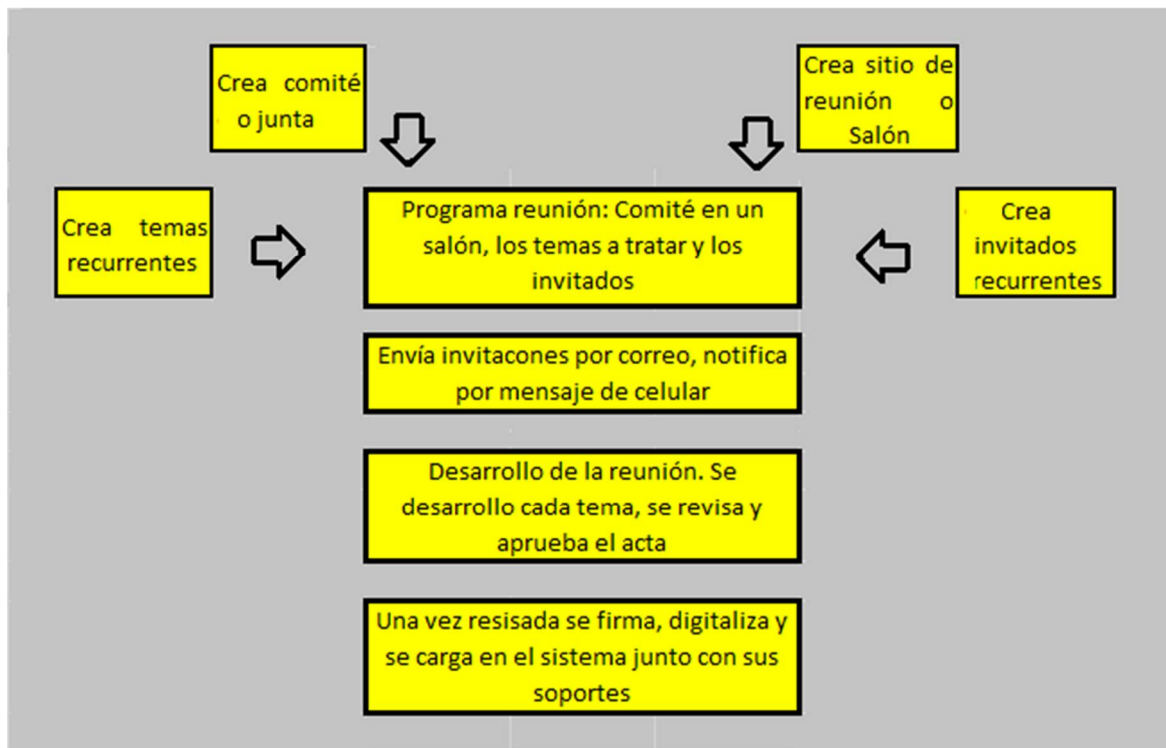 Crea comité
o junta
Crea sitio de
reunión o
Salón
Crea temas
recurrentes
Programa reunión: Comité en un
salón, los temas a tratar y los
invitados
Crea
invitados
recurrentes
Envía invitacones por correo, notifica
por mensaje de celular
Desarrollo de la reunión. Se
desarrollo cada tema, se revisa y
aprueba el acta
Una vez resisada se firma, digitaliza y
se carga en el sistema junto con sus
soportes